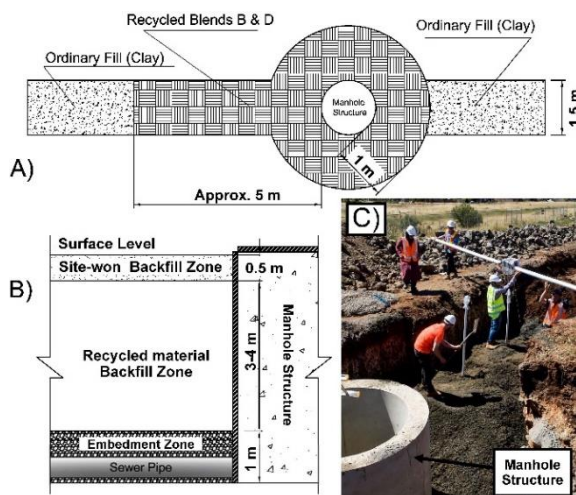 Recycled Blends B & D
Ordinary Fill (Clay)
Ordinary Fill (Clay)
Manhole
Structure
1.5 m
1 m
A)
Approx. 5 m
C)
Surface Level
Site-won Backfill Zone
0.5 m
B)
Recycled material
Backfill Zone
3-4 m
Manhole Structure
Embedment Zone
Sewer Pipe
1 m
Manhole
Structure